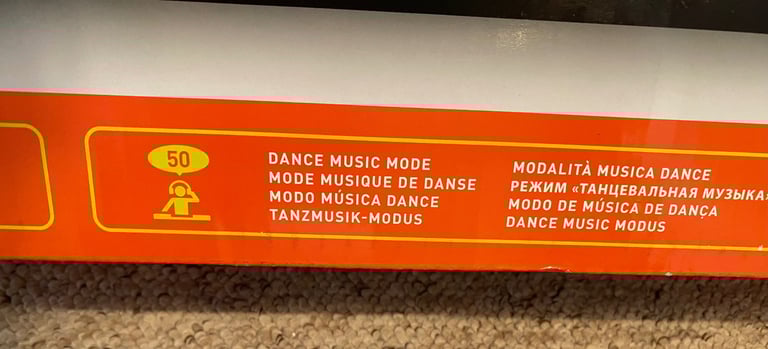 50
DANCE MUSIC MODE
MODE MUSIQUE DE DANSE
MODO MÚSICA DANCE
TANZMUSIK-MODUS
MODALITÀ MUSICA DANCE
РЕЖИМ «ТАНЦЕВАЛЬНАЯ МУЗЫКА»
MODO DE MÚSICA DE DANÇA
DANCE MUSIC MODUS